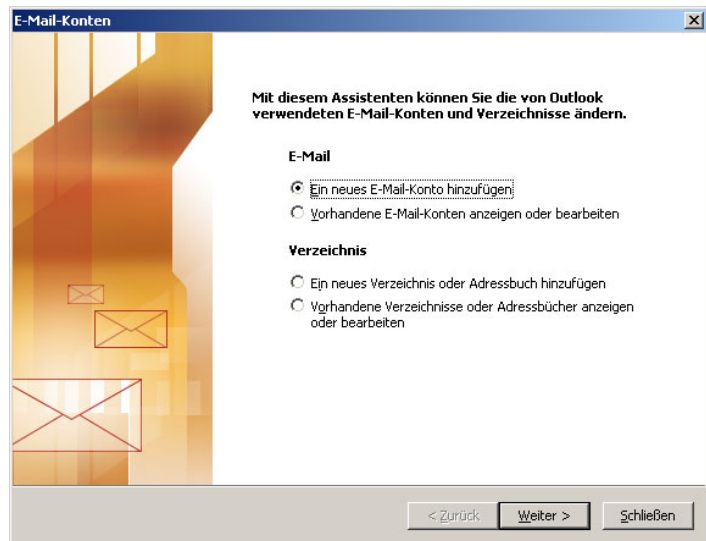 E-Mail-Konten
Mit diesem Assistenten können Sie die von Outlook
verwendeten E-Mail-Konten und Verzeichnisse ändern.
E-Mail
Ein neues E-Mail-Konto hinzufügen
Vorhandene E-Mail-Konten anzeigen oder bearbeiten
Verzeichnis
Ein neues Verzeichnis oder Adressbuch hinzufügen
Vorhandene Verzeichnisse oder Adressbücher anzeigen
oder bearbeiten
< Zurück Weiter > Schließen